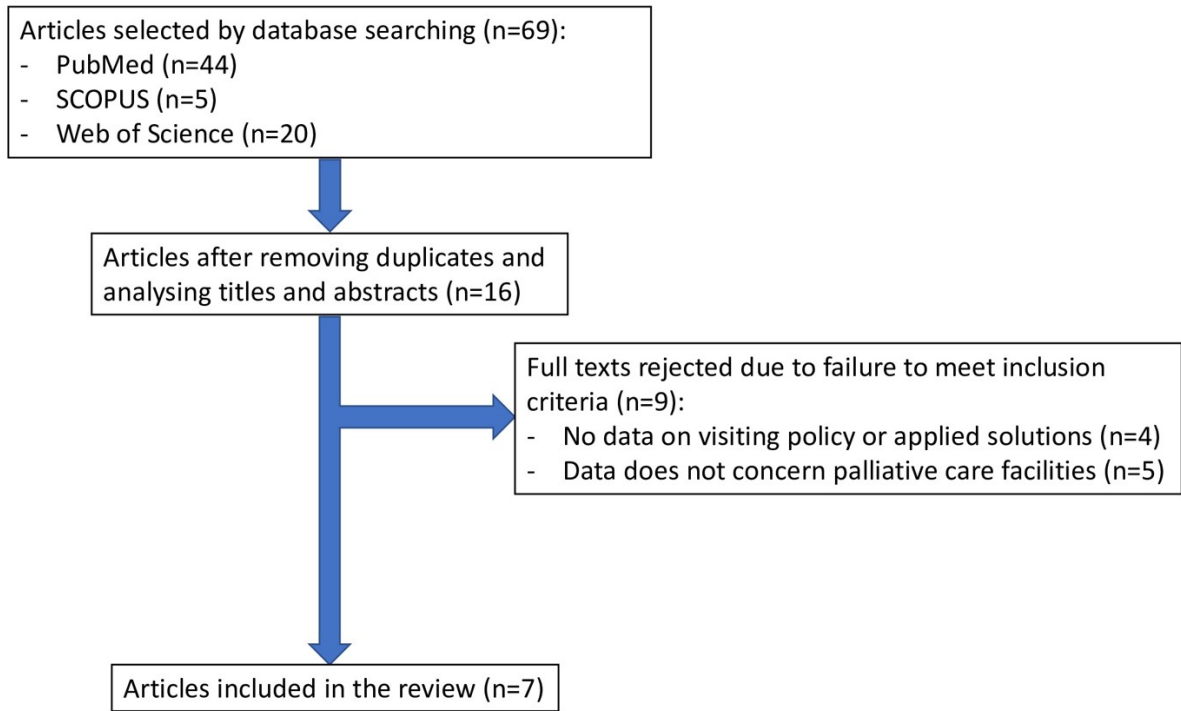 Articles selected by database searching (n=69):
- PubMed (n=44)
- SCOPUS (n=5)
- Web of Science (n=20)
Articles after removing duplicates and
analysing titles and abstracts (n=16)
Full texts rejected due to failure to meet inclusion
criteria (n=9):
- No data on visiting policy or applied solutions (n=4)
- Data does not concern palliative care facilities (n=5)
Articles included in the review (n=7)